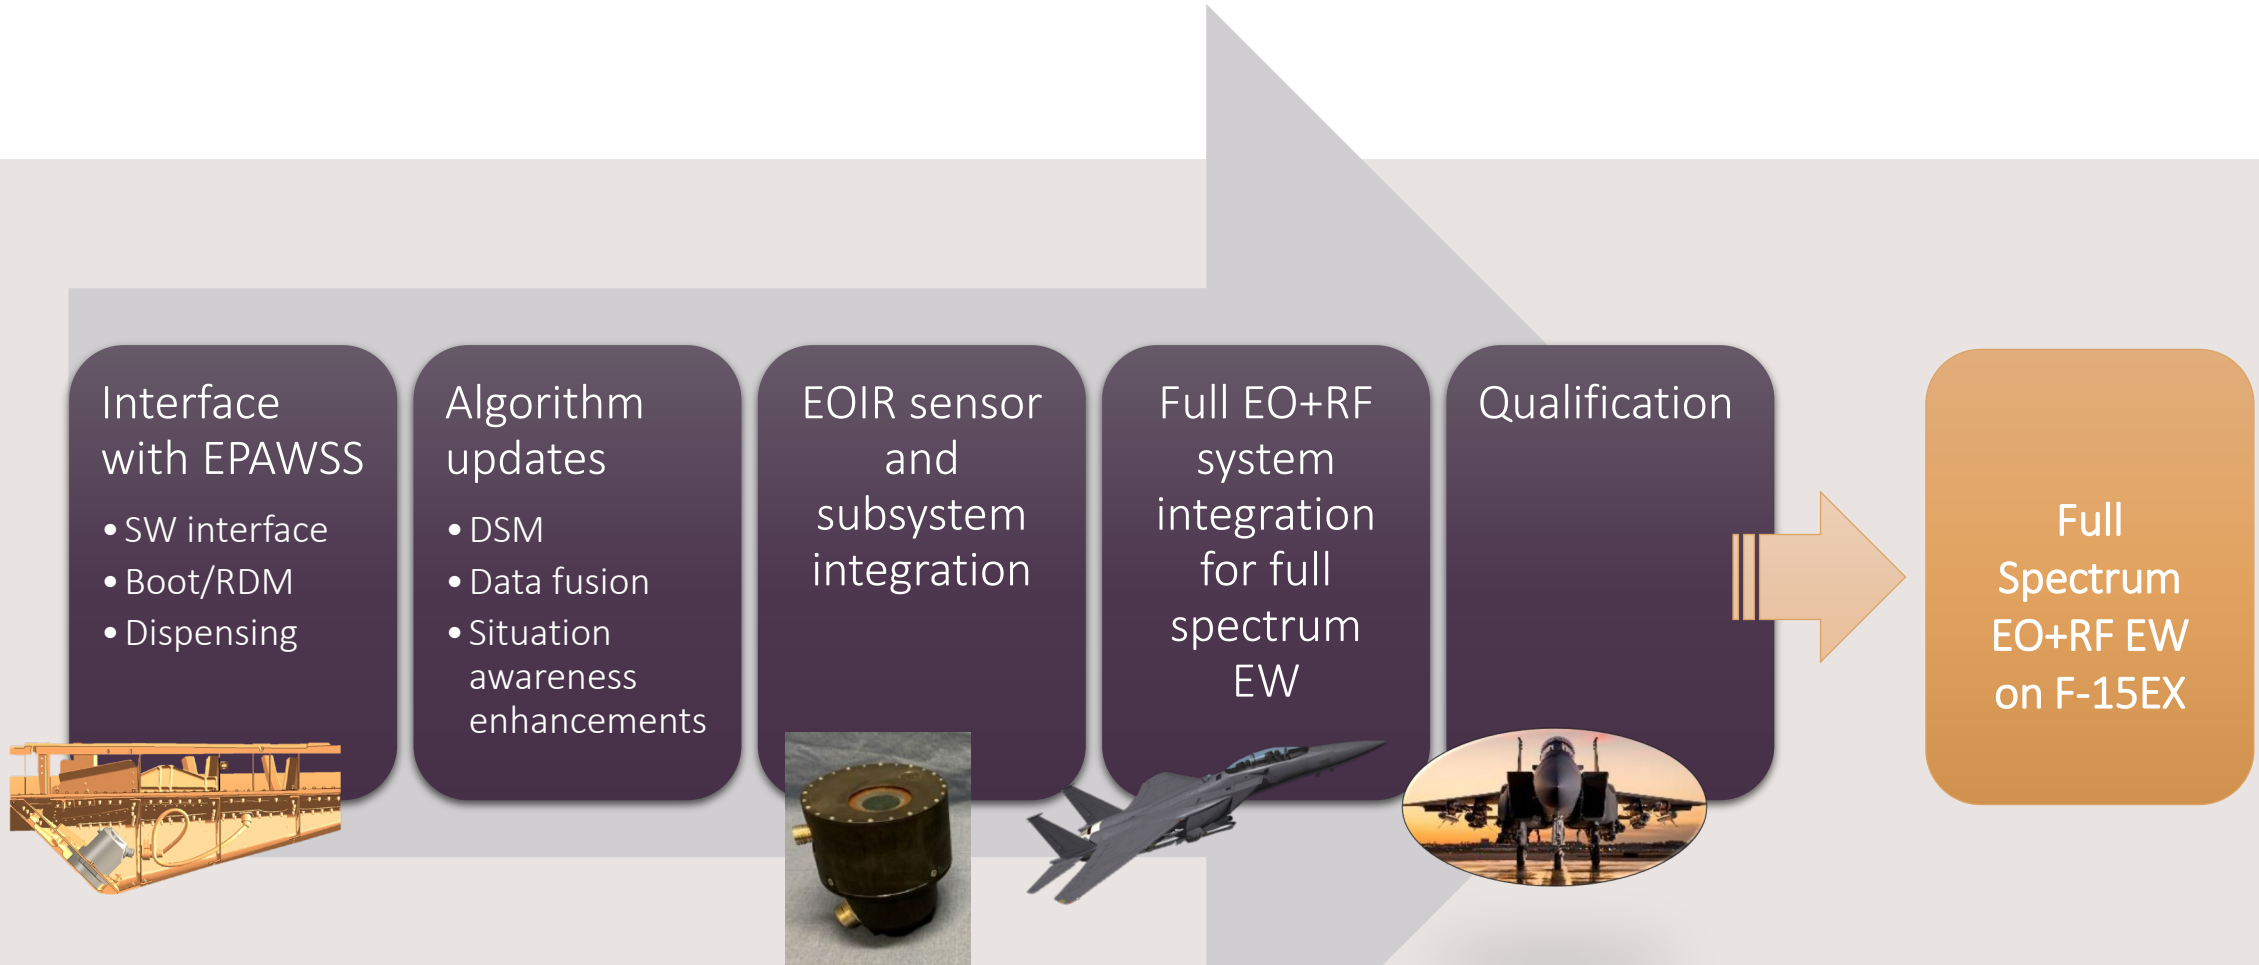 Interface
with EPAWSS
• SW interface
• Boot/RDM
• Dispensing
Algorithm
updates
• DSM
• Data fusion
• Situation
awareness
enhancements
EOIR sensor
and
subsystem
integration
Full EO+RF
system
integration
for full
spectrum
EW
Qualification
Full
Spectrum
EO+RF EW
on F-15EX